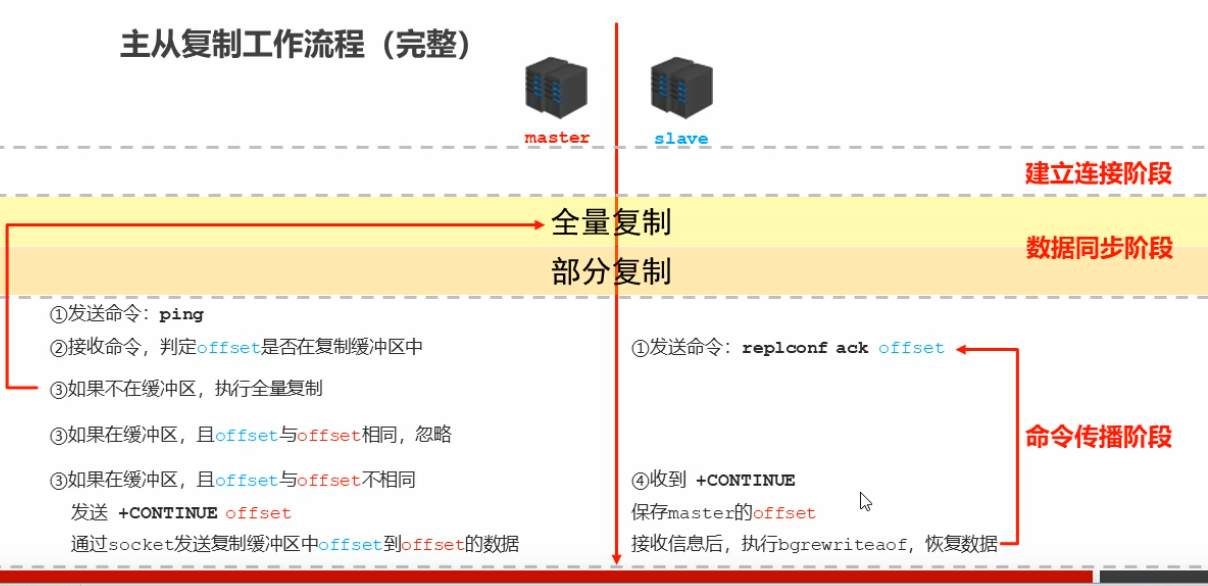 主从复制工作流程（完整）
master
slave
建立连接阶段
全量复制
数据同步阶段
部分复制
①发送命令：ping
②接收命令，判定offset是否在复制缓冲区中
①发送命令：replconf ack offset
③如果不在缓冲区，执行全量复制
③如果在缓冲区，且offset与offset相同，忽略
命令传播阶段
③如果在缓冲区，且offset与offset不相同
④收到 +CONTINUE
发送 +CONTINUE offset
保存master的offset
通过socket发送复制缓冲区中offset到offset的数据
接收信息后，执行bgrewriteaof，恢复数据